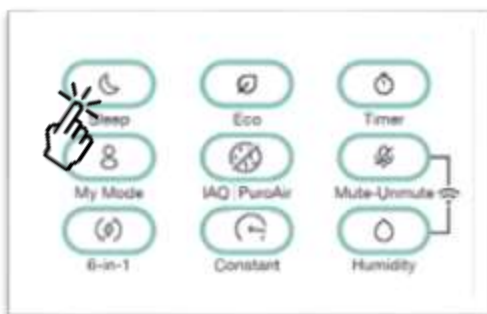 Sleep Eco Timer
My Mode IAQ | PuroAir Mute-Unmute
6-in-1 Constant Humidity